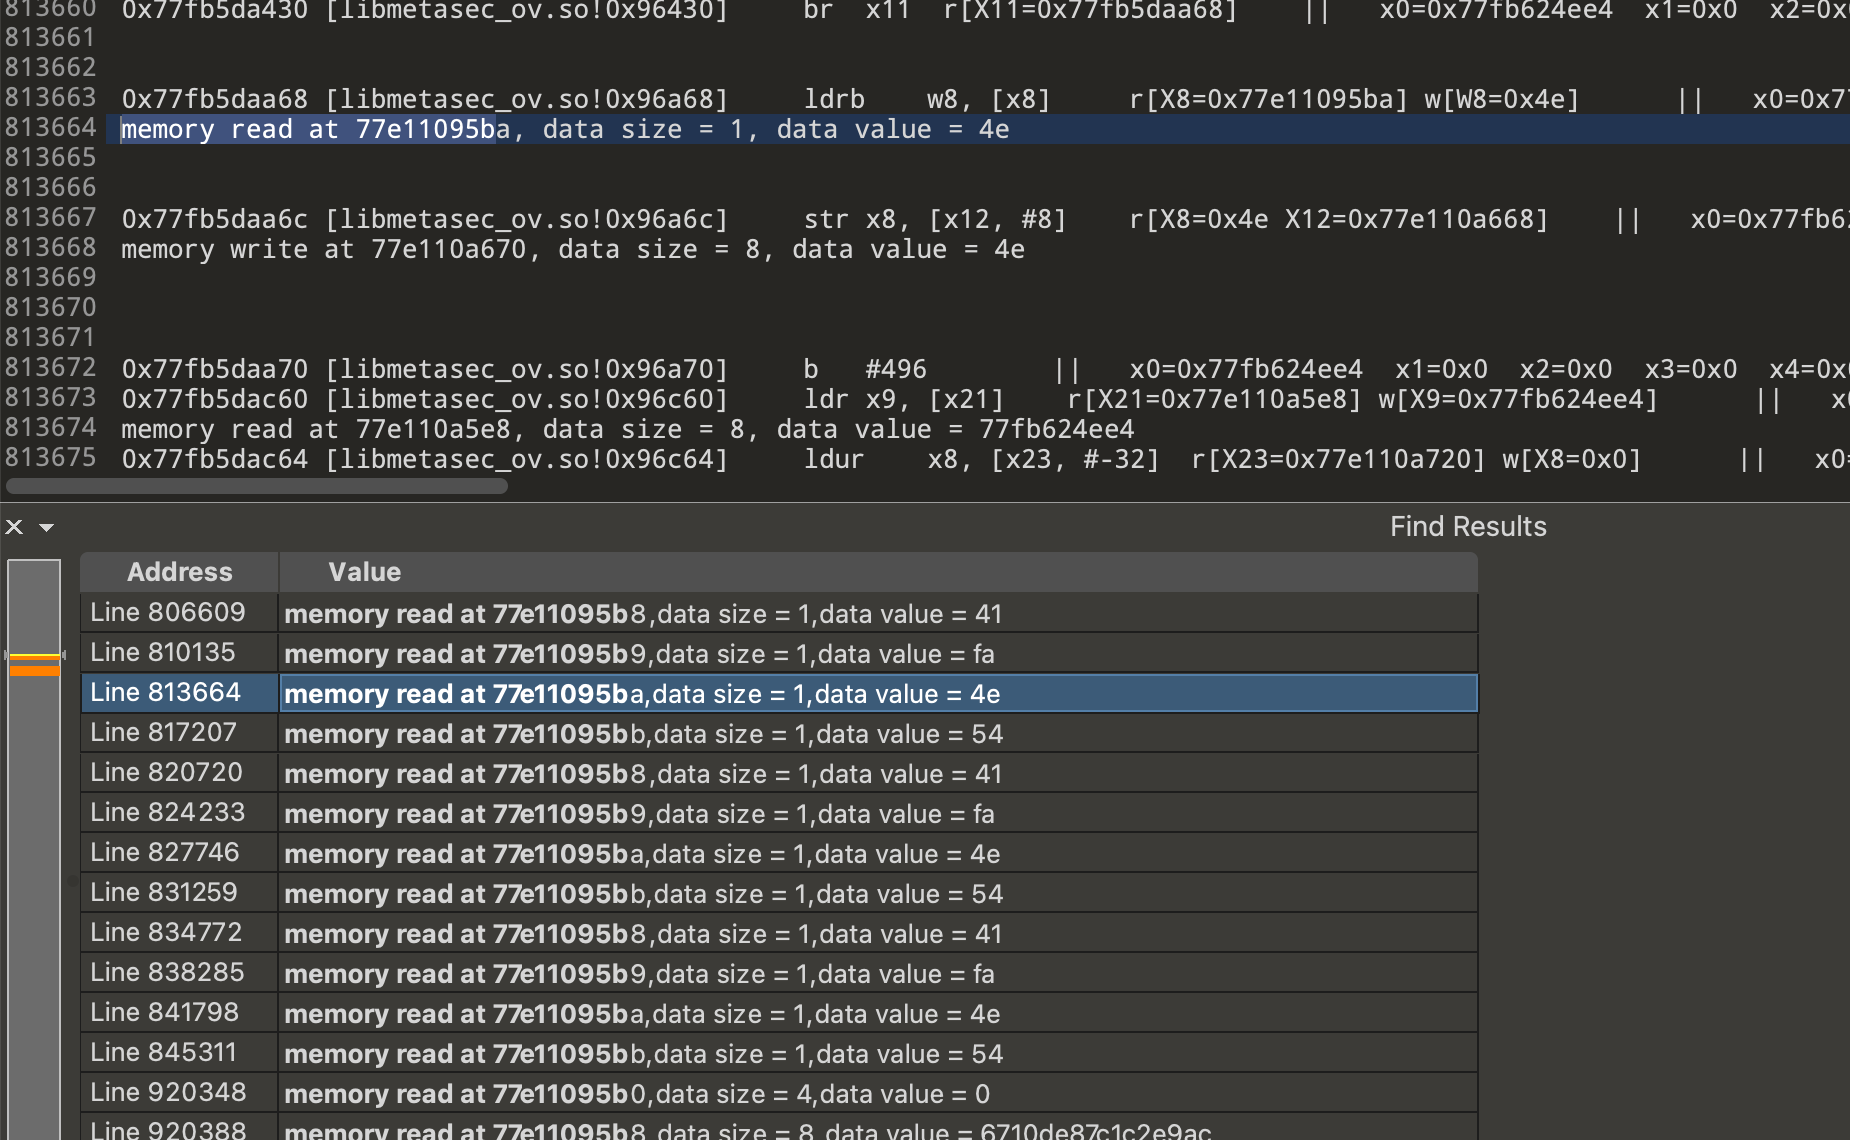 813660 0x77fb5da430 [libmetasec_ov.so!0x96430] br x11 r[X11=0x77fb5daa68] || x0=0x77fb624ee4 x1=0x0 x2=0x
813661
813662
813663 0x77fb5daa68 [libmetasec_ov.so!0x96a68] ldrb w8, [x8] r[X8=0x77e11095ba] w[W8=0x4e] || x0=0x7
813664 memory read at 77e11095ba, data size = 1, data value = 4e
813665
813666
813667 0x77fb5daa6c [libmetasec_ov.so!0x96a6c] str x8, [x12, #8] r[X8=0x4e X12=0x77e110a668] || x0=0x77fb6
813668 memory write at 77e110a670, data size = 8, data value = 4e
813669
813670
813671
813672 0x77fb5daa70 [libmetasec_ov.so!0x96a70] b #496 || x0=0x77fb624ee4 x1=0x0 x2=0x0 x3=0x0 x4=0x
813673 0x77fb5dac60 [libmetasec_ov.so!0x96c60] ldr x9, [x21] r[X21=0x77e110a5e8] w[X9=0x77fb624ee4] || x
813674 memory read at 77e110a5e8, data size = 8, data value = 77fb624ee4
813675 0x77fb5dac64 [libmetasec_ov.so!0x96c64] ldur x8, [x23, #-32] r[X23=0x77e110a720] w[X8=0x0] || x0
Find Results
Address Value
Line 806609 memory read at 77e11095b8,data size = 1,data value = 41
Line 810135 memory read at 77e11095b9,data size = 1,data value = fa
Line 813664 memory read at 77e11095ba,data size = 1,data value = 4e
Line 817207 memory read at 77e11095bb,data size = 1,data value = 54
Line 820720 memory read at 77e11095b8,data size = 1,data value = 41
Line 824233 memory read at 77e11095b9,data size = 1,data value = fa
Line 827746 memory read at 77e11095ba,data size = 1,data value = 4e
Line 831259 memory read at 77e11095bb,data size = 1,data value = 54
Line 834772 memory read at 77e11095b8,data size = 1,data value = 41
Line 838285 memory read at 77e11095b9,data size = 1,data value = fa
Line 841798 memory read at 77e11095ba,data size = 1,data value = 4e
Line 845311 memory read at 77e11095bb,data size = 1,data value = 54
Line 920348 memory read at 77e11095b0,data size = 4,data value = 0
Line 920388 memory read at 77e11095b8,data size = 8,data value = 6710de87c1c2e9ac